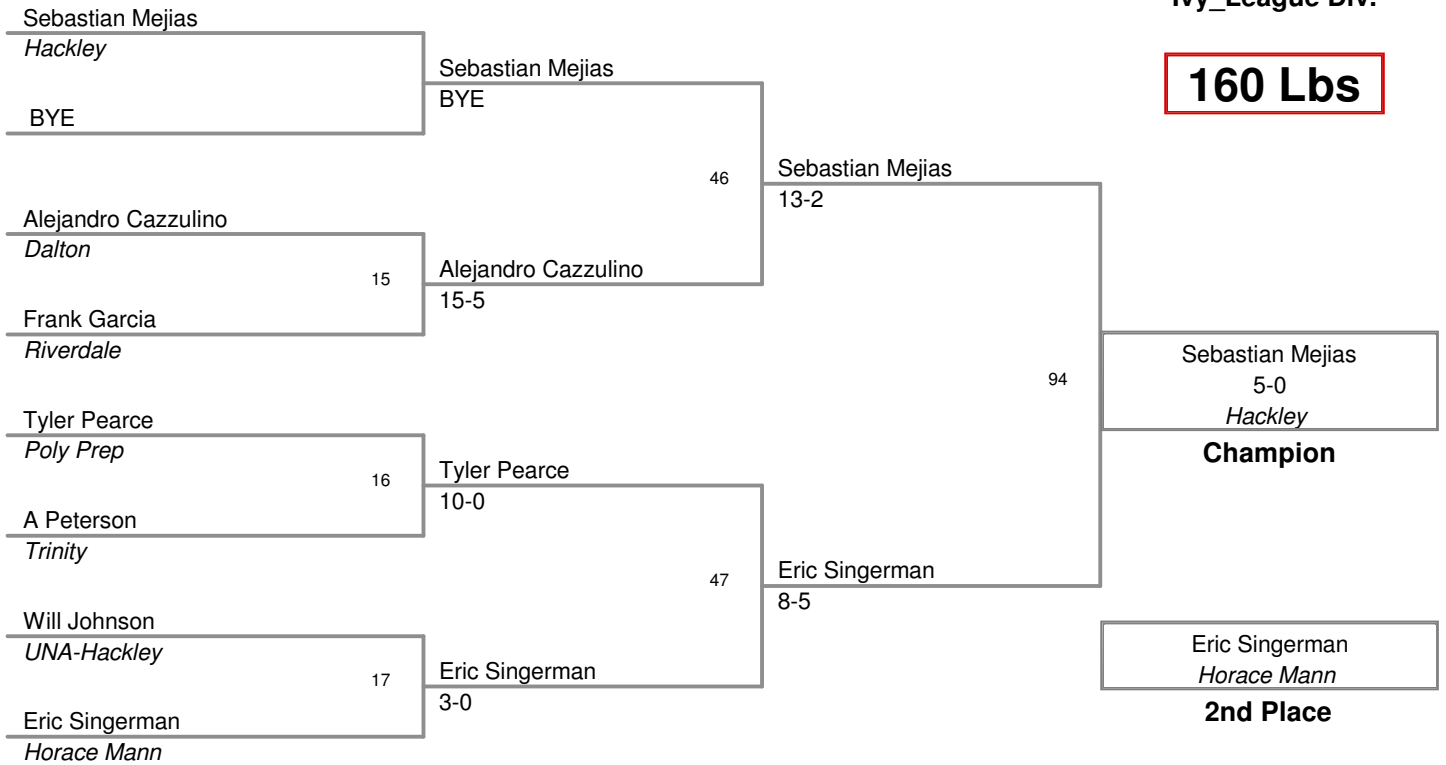 Ivy_League Div.
160 Lbs
Sebastian Mejias
Hackley
BYE
Alejandro Cazzulino
Dalton
15
Frank Garcia
Riverdale
Tyler Pearce
Poly Prep
16
A Peterson
Trinity
Will Johnson
UNA-Hackley
17
Eric Singerman
Horace Mann
Sebastian Mejias
BYE
46
Alejandro Cazzulino
15-5
Tyler Pearce
10-0
47
Eric Singerman
3-0
Sebastian Mejias
13-2
94
Eric Singerman
8-5
Sebastian Mejias
5-0
Hackley
Champion
Eric Singerman
Horace Mann
2nd Place